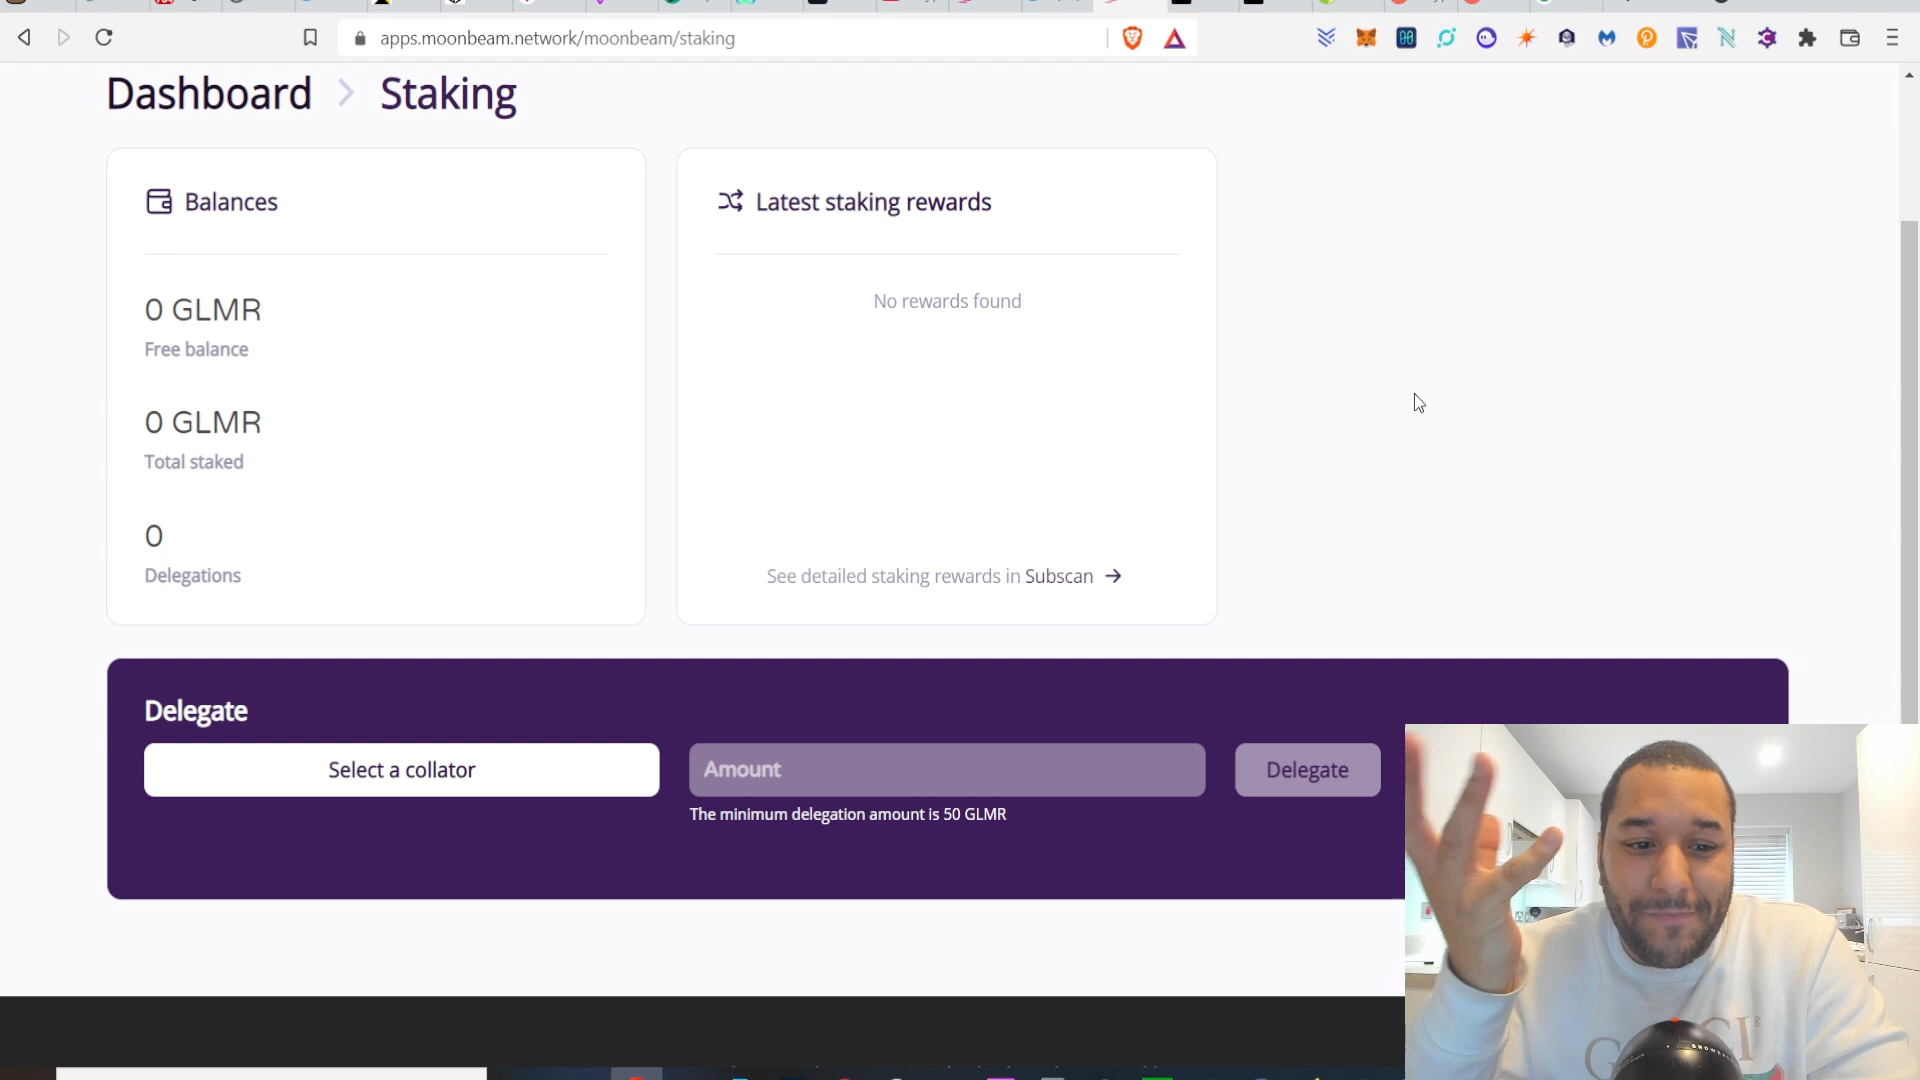 apps.moonbeam.network/moonbeam/staking
Dashboard > Staking
Balances
Latest staking rewards
0 GLMR
Free balance
No rewards found
0 GLMR
Total staked
0
Delegations
See detailed staking rewards in Subscan →
Delegate
Select a collator
Amount
Delegate
The minimum delegation amount is 50 GLMR